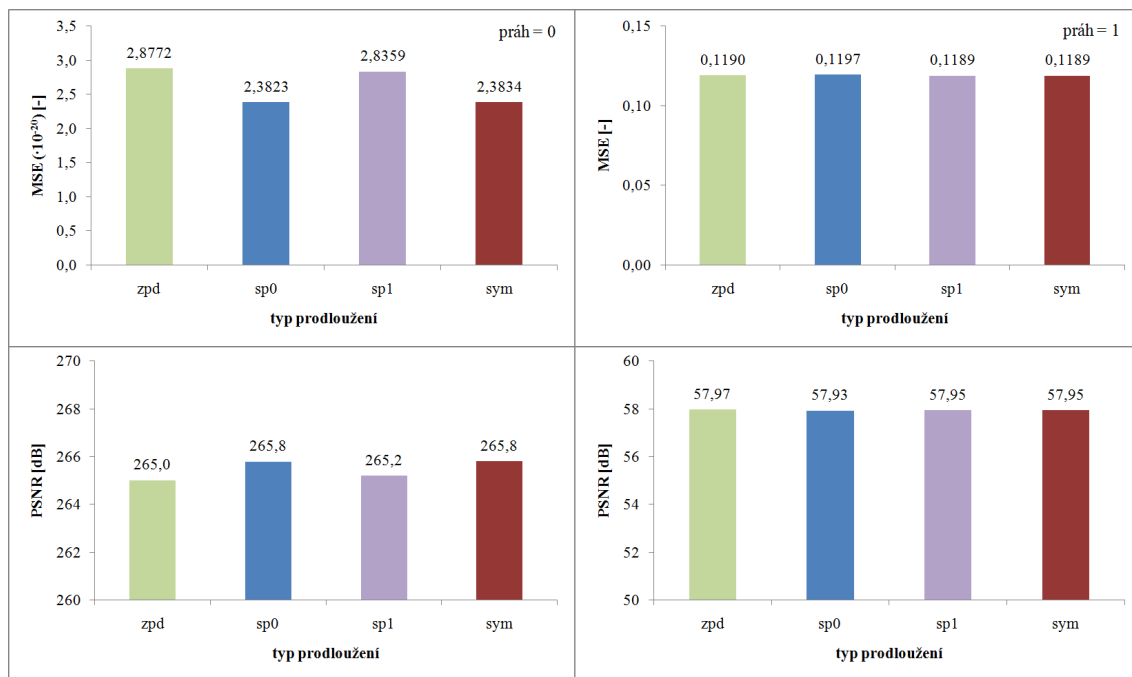 práh = 0
MSE (·10⁻²⁰) [-]
3,5
3,0
2,5
2,0
1,5
1,0
0,5
0,0
2,8772
2,3823
2,8359
2,3834
zpd
sp0
sp1
sym
typ prodloužení
práh = 1
MSE [-]
0,15
0,10
0,05
0,00
0,1190
0,1197
0,1189
0,1189
zpd
sp0
sp1
sym
typ prodloužení
PSNR [dB]
270
268
266
264
262
260
265,0
265,8
265,2
265,8
zpd
sp0
sp1
sym
typ prodloužení
PSNR [dB]
60
58
56
54
52
50
57,97
57,93
57,95
57,95
zpd
sp0
sp1
sym
typ prodloužení